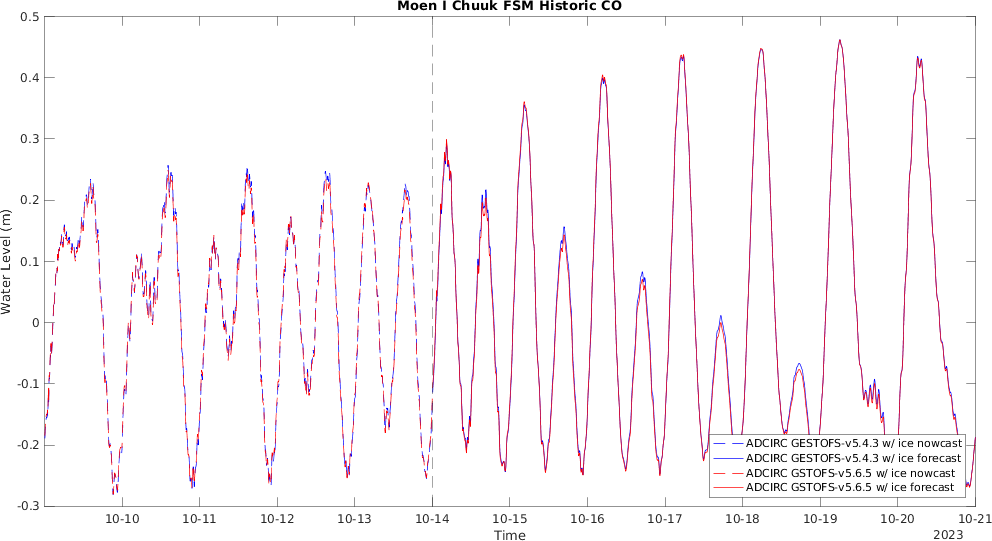 Moen I Chuuk FSM Historic CO
0.5
0.4
0.3
0.2
0.1
0
-0.1
-0.2
-0.3
Water Level (m)
ADCIRC GESTOFS-v5.4.3 w/ ice nowcast
ADCIRC GESTOFS-v5.4.3 w/ ice forecast
ADCIRC GSTOFS-v5.6.5 w/ ice nowcast
ADCIRC GSTOFS-v5.6.5 w/ ice forecast
10-10 10-11 10-12 10-13 10-14 10-15 10-16 10-17 10-18 10-19 10-20 10-21
Time
2023